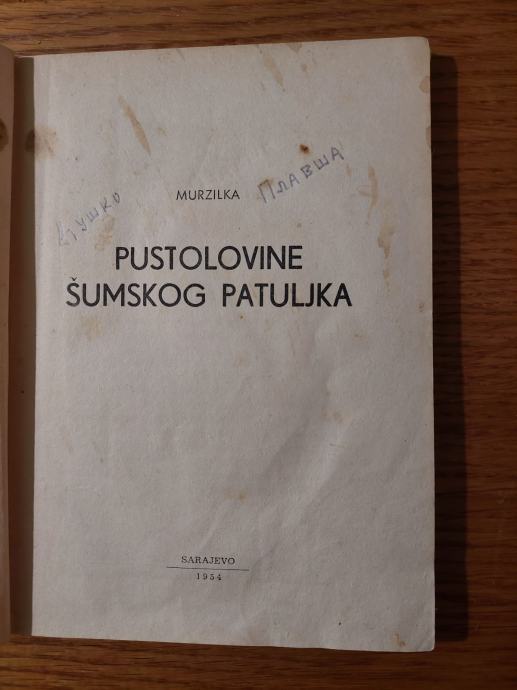 MURZILKA
Плавша
PUSTOLOVINE
ŠUMSKOG PATULJKA
SARAJEVO
1954